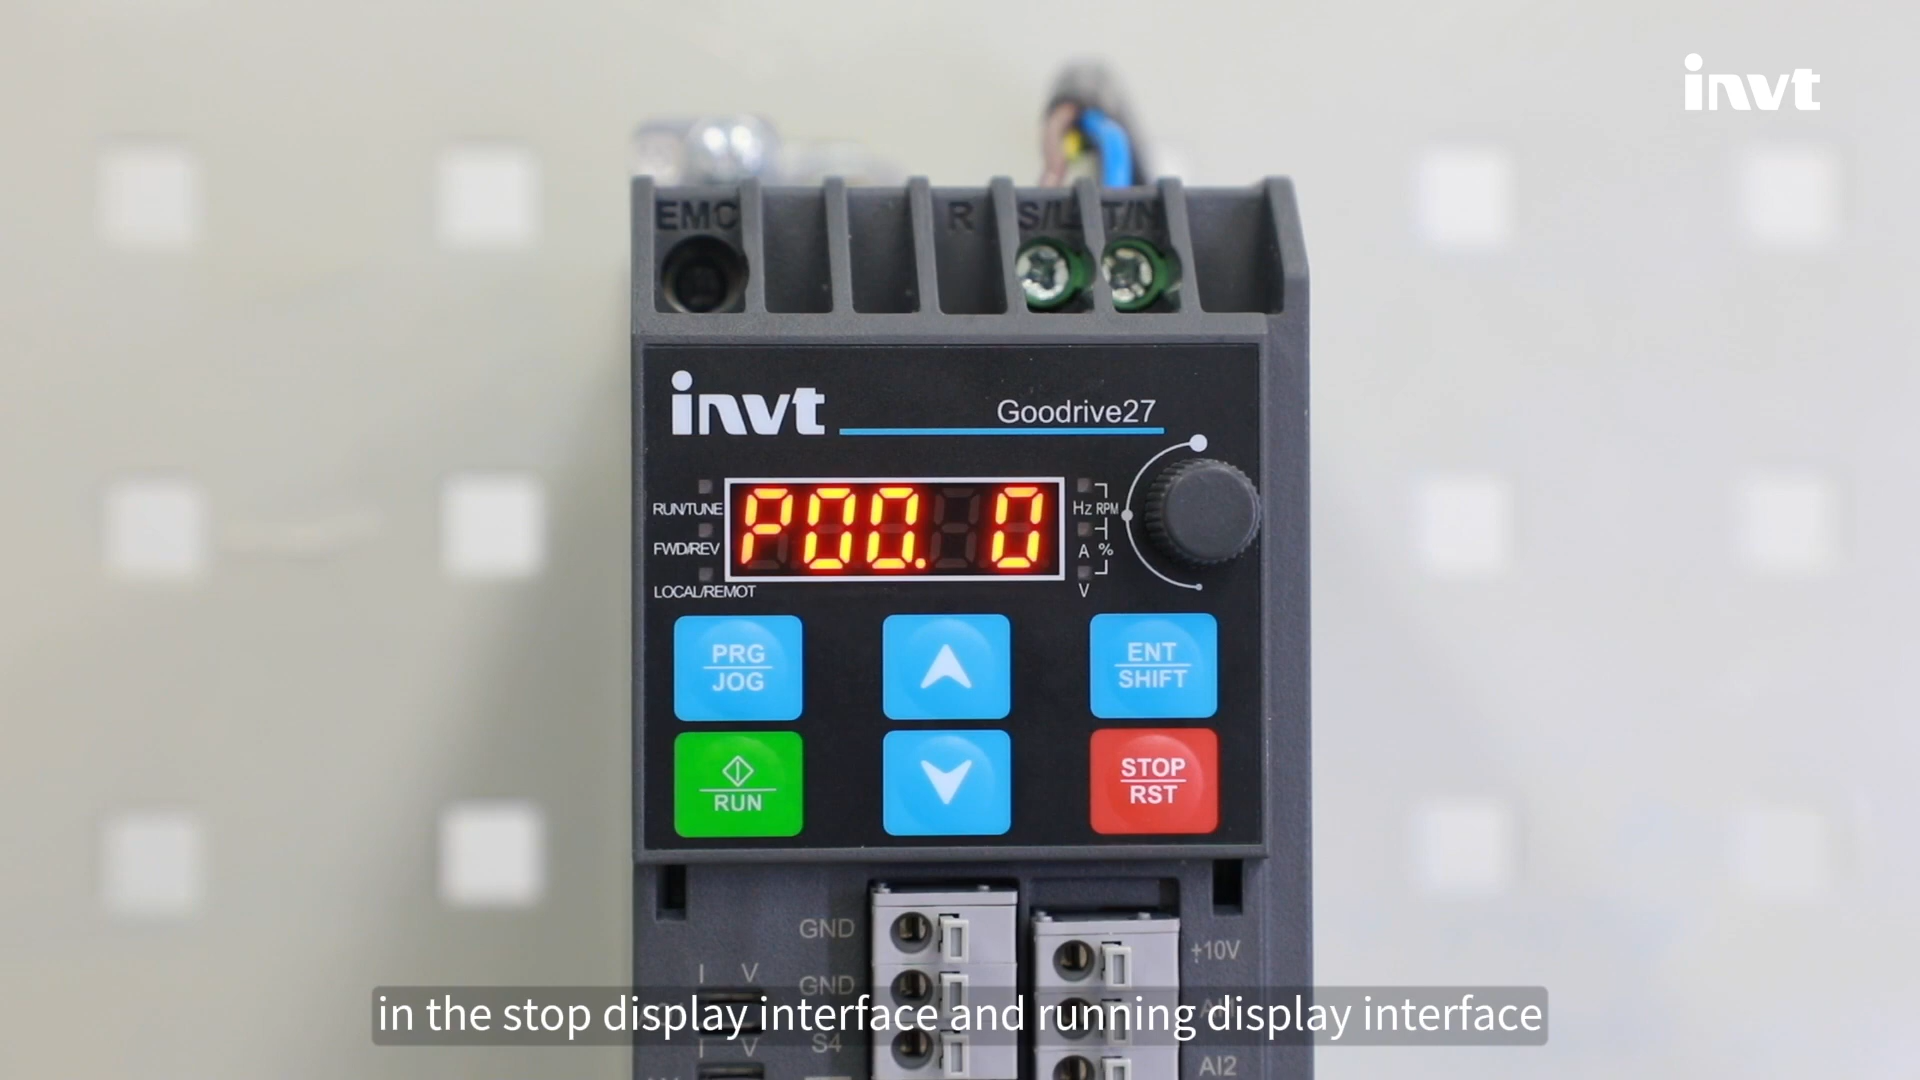 invt
EMC R S/L T/N
invt
Goodrive27
RUN/TUNE
FWD/REV
LOCAL/REMOT
P00. 0
Hz RPM
A %
V
PRG
JOG
ENT
SHIFT
RUN
STOP
RST
GND
+10V
I V
GND
in the stop display interface and running display interface
I V
S4
AI2